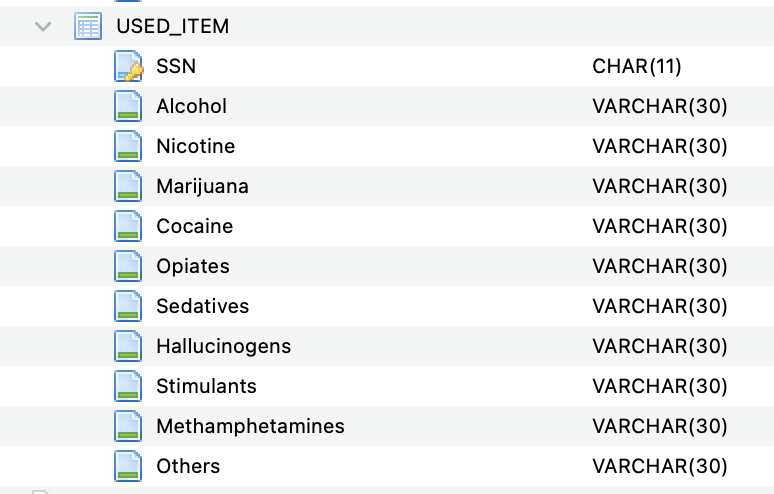 USED_ITEM
SSN CHAR(11)
Alcohol VARCHAR(30)
Nicotine VARCHAR(30)
Marijuana VARCHAR(30)
Cocaine VARCHAR(30)
Opiates VARCHAR(30)
Sedatives VARCHAR(30)
Hallucinogens VARCHAR(30)
Stimulants VARCHAR(30)
Methamphetamines VARCHAR(30)
Others VARCHAR(30)